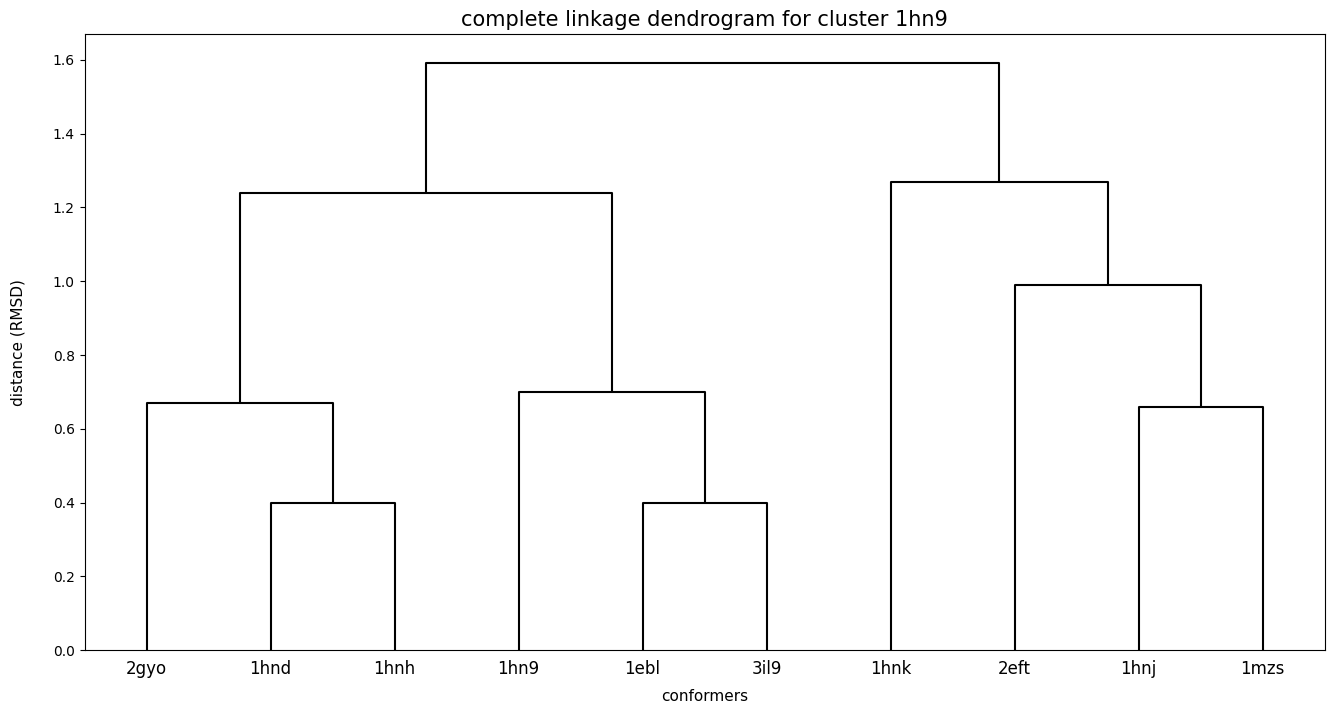 complete linkage dendrogram for cluster 1hn9
1.6
1.4
1.2
1.0
0.8
0.6
0.4
0.2
0.0
distance (RMSD)
2gyo 1hnd 1hnh 1hn9 1ebl 3il9 1hnk 2eft 1hnj 1mzs
conformers